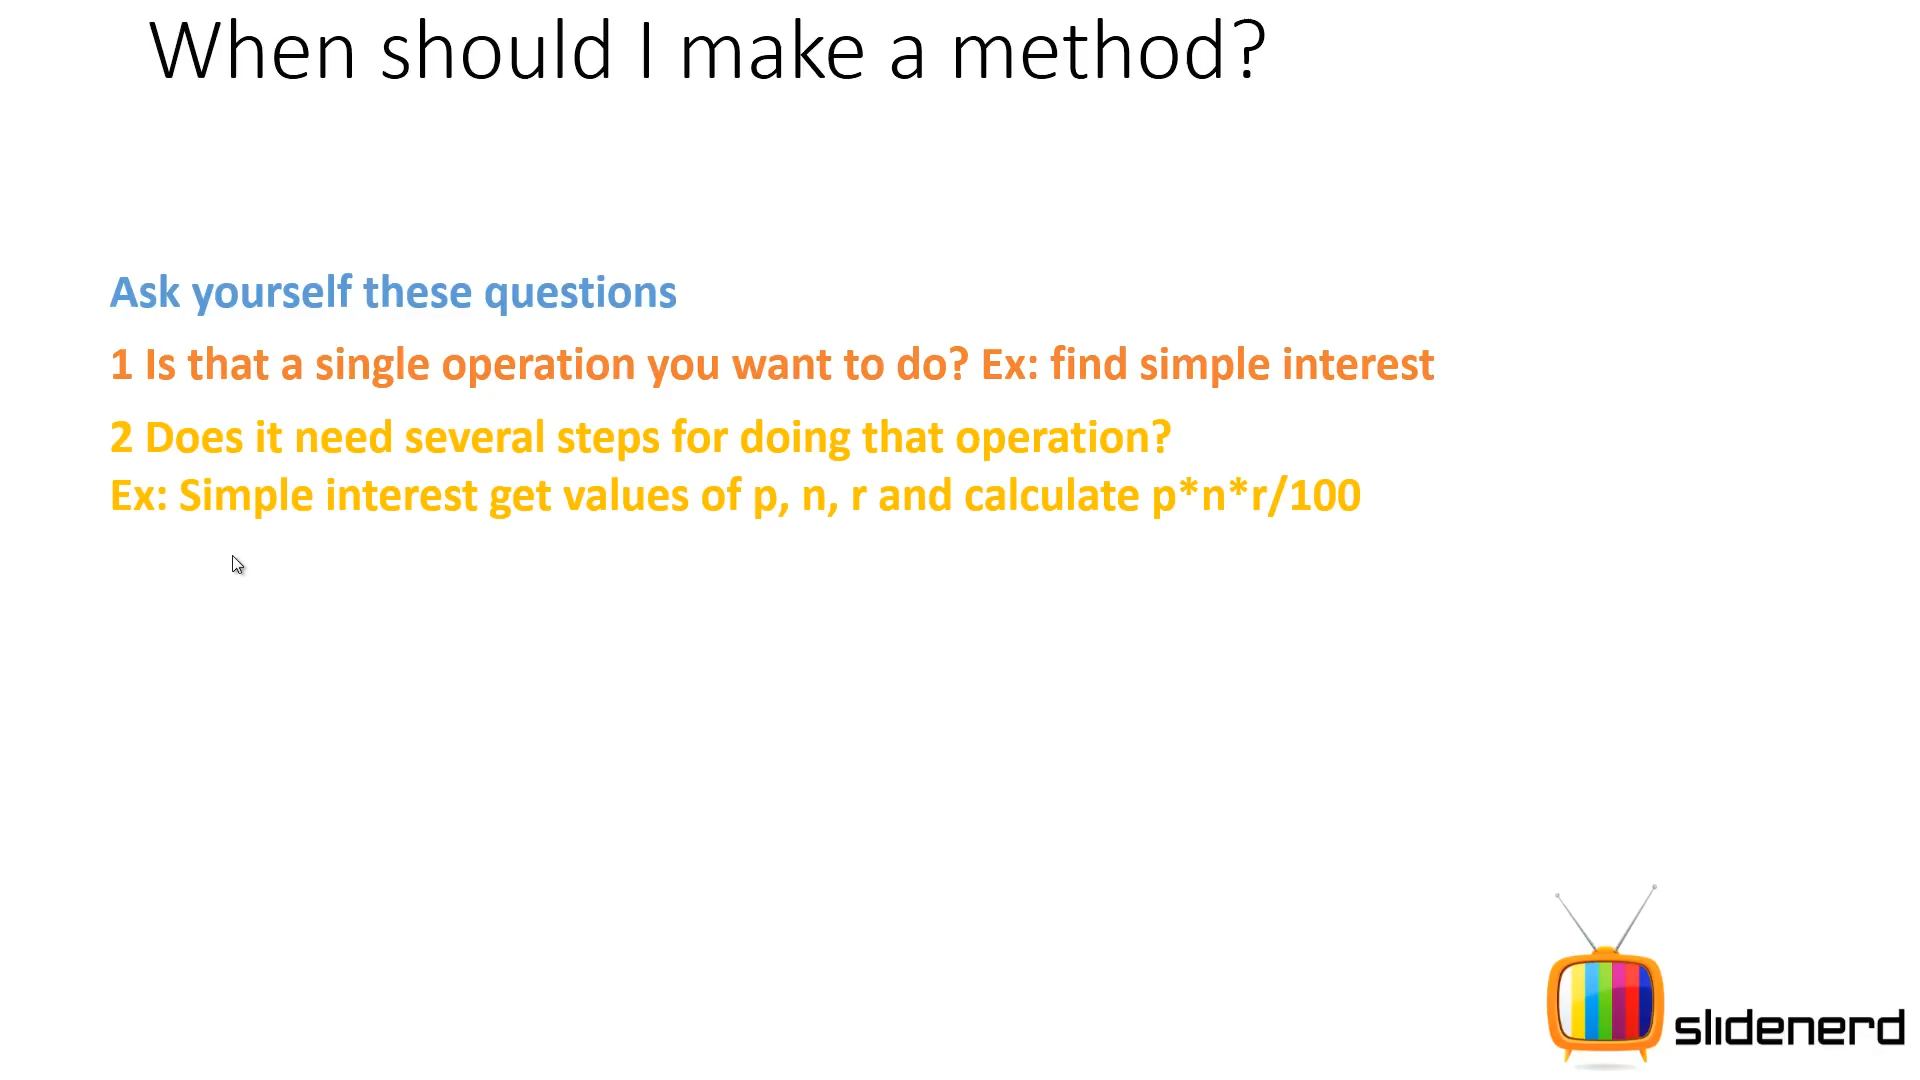 When should I make a method?
Ask yourself these questions
1 Is that a single operation you want to do? Ex: find simple interest
2 Does it need several steps for doing that operation?
Ex: Simple interest get values of p, n, r and calculate p*n*r/100
slidenerd